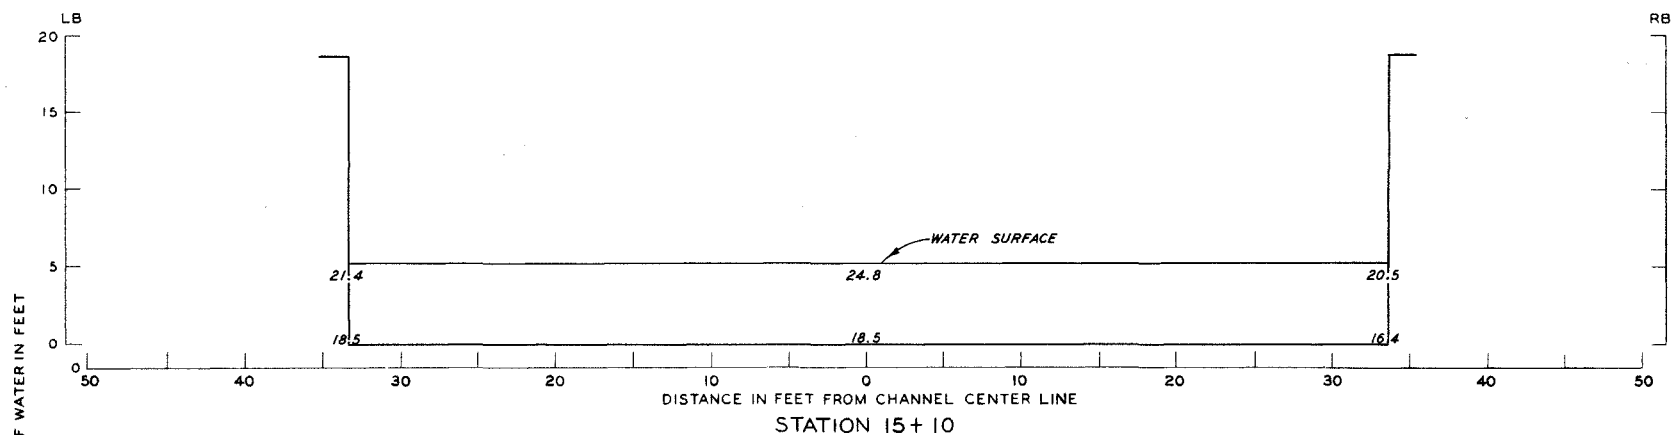 LB RB
20
15
10
5
0
WATER SURFACE
21.4 24.8 20.5
18.5 18.5 16.4
0
50 40 30 20 10 0 10 20 30 40 50
DISTANCE IN FEET FROM CHANNEL CENTER LINE
STATION 15+10
WATER IN FEET